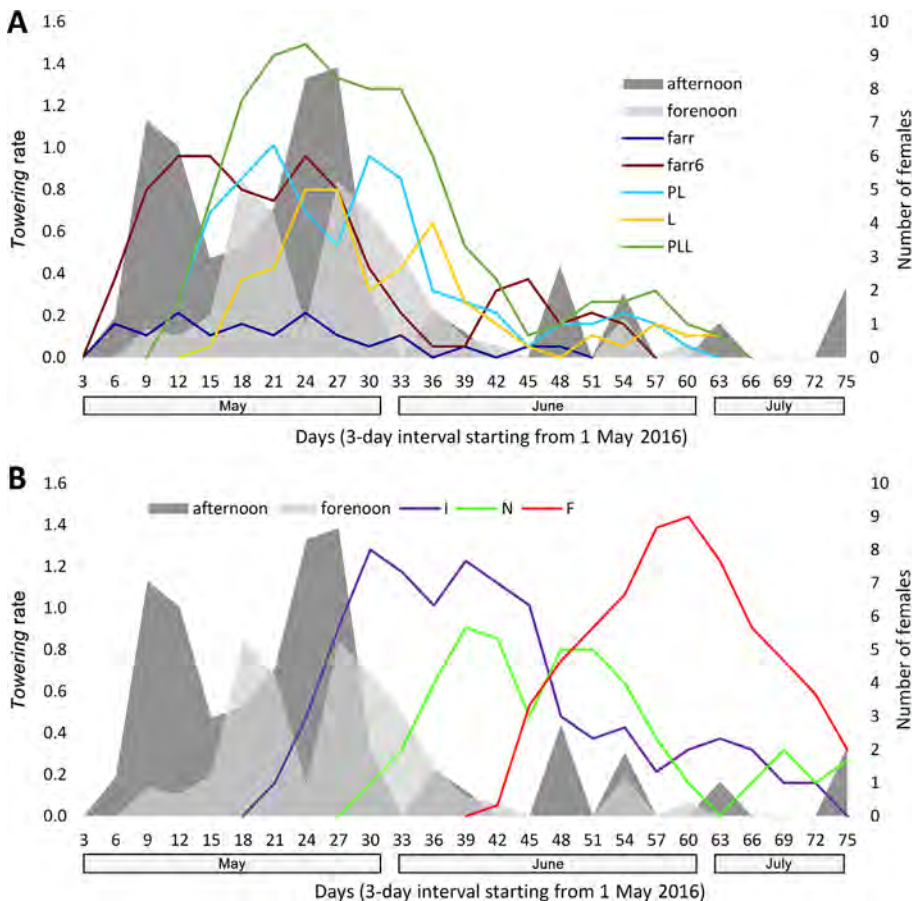 A
1.6
1.4
1.2
1.0
0.8
0.6
0.4
0.2
0.0
Towering rate
10
9
8
7
6
5
4
3
2
1
0
Number of females
afternoon
forenoon
farr
farr6
PL
L
PLL
3 6 9 12 15 18 21 24 27 30 33 36 39 42 45 48 51 54 57 60 63 66 69 72 75
May June July
Days (3-day interval starting from 1 May 2016)
B
1.6
1.4
1.2
1.0
0.8
0.6
0.4
0.2
0.0
Towering rate
10
9
8
7
6
5
4
3
2
1
0
Number of females
afternoon forenoon I N F
3 6 9 12 15 18 21 24 27 30 33 36 39 42 45 48 51 54 57 60 63 66 69 72 75
May June July
Days (3-day interval starting from 1 May 2016)